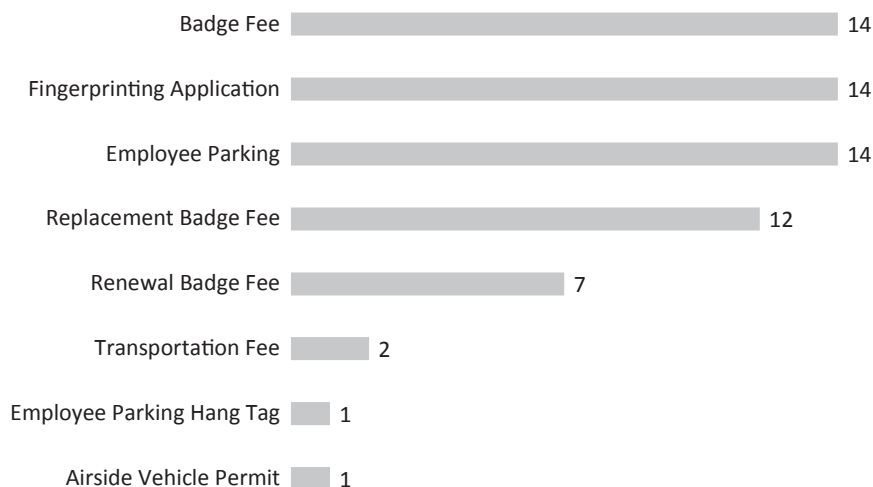 Badge Fee 14
Fingerprinting Application 14
Employee Parking 14
Replacement Badge Fee 12
Renewal Badge Fee 7
Transportation Fee 2
Employee Parking Hang Tag 1
Airside Vehicle Permit 1